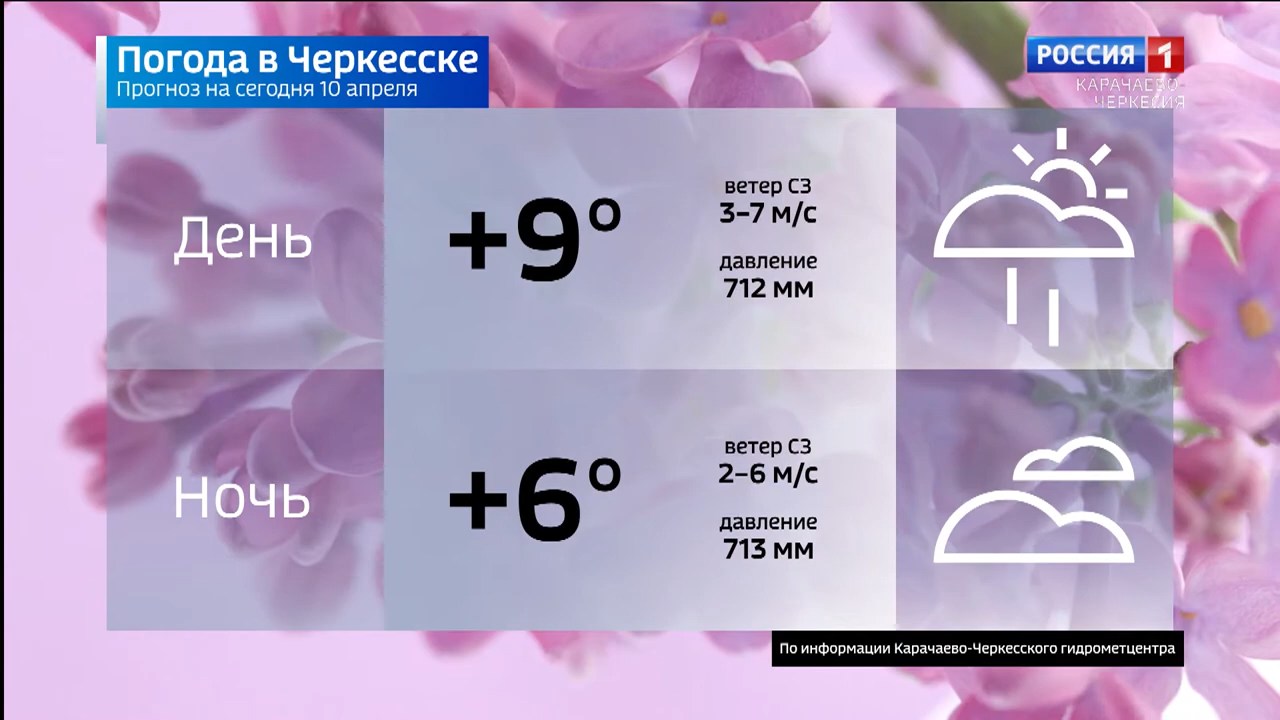 Погода в Черкесске
Прогноз на сегодня 10 апреля
РОССИЯ 1
КАРАЧАЕВО-
ЧЕРКЕСИЯ
День
+9°
ветер СЗ
3–7 м/с
давление
712 мм
Ночь
+6°
ветер СЗ
2–6 м/с
давление
713 мм
По информации Карачаево-Черкесского гидрометцентра